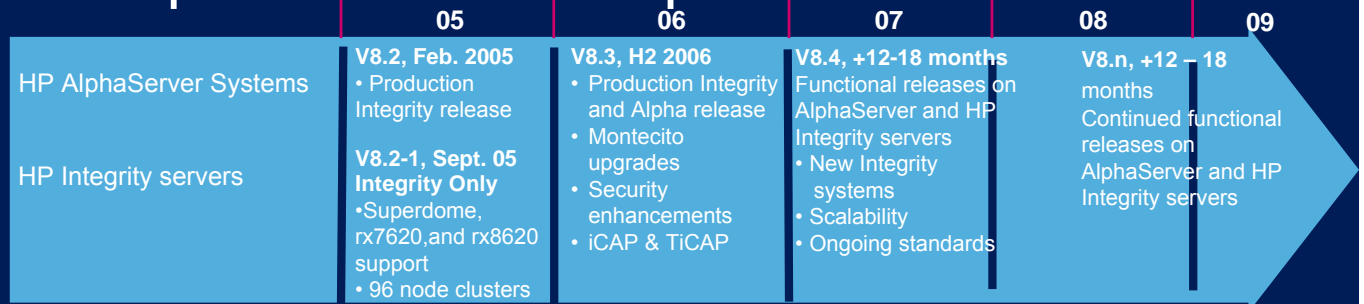 05
06
07
08
09
HP AlphaServer Systems
HP Integrity servers
V8.2, Feb. 2005
• Production
Integrity release
V8.2-1, Sept. 05
Integrity Only
•Superdome,
rx7620,and rx8620
support
• 96 node clusters
V8.3, H2 2006
• Production Integrity
and Alpha release
• Montecito
upgrades
• Security
enhancements
• iCAP & TiCAP
V8.4, +12-18 months
Functional releases on
AlphaServer and HP
Integrity servers
• New Integrity
systems
• Scalability
• Ongoing standards
V8.n, +12 – 18
months
Continued functional
releases on
AlphaServer and HP
Integrity servers